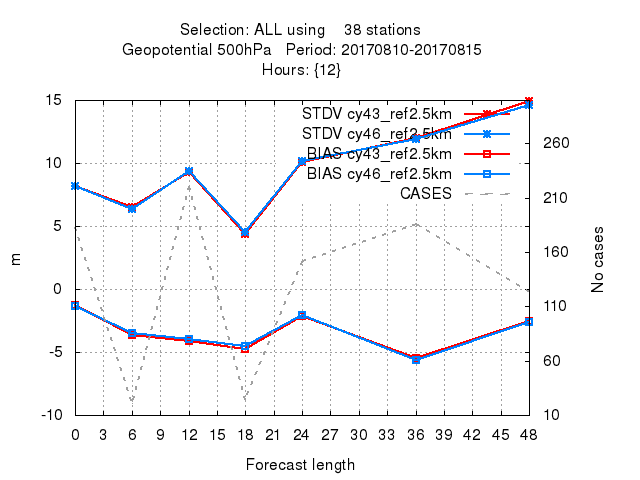 Selection: ALL using 38 stations
Geopotential 500hPa Period: 20170810-20170815
Hours: {12}
15
10
5
0
-5
-10
m
STDV cy43_ref2.5km
STDV cy46_ref2.5km
BIAS cy43_ref2.5km
BIAS cy46_ref2.5km
CASES
260
210
160
110
60
10
No cases
0 3 6 9 12 15 18 21 24 27 30 33 36 39 42 45 48
Forecast length